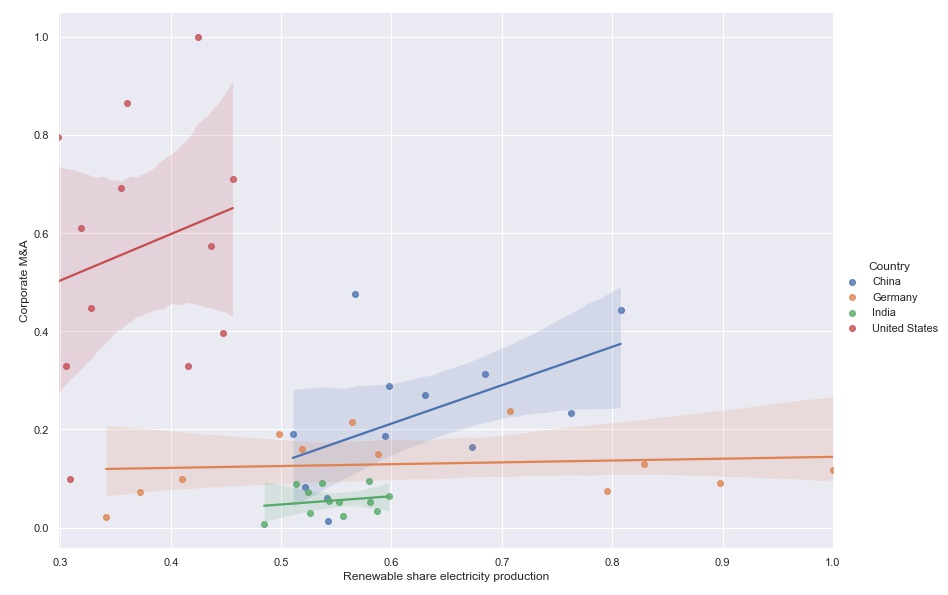 1.0
0.8
0.6
0.4
0.2
0.0
Corporate M&A
0.3 0.4 0.5 0.6 0.7 0.8 0.9 1.0
Renewable share electricity production
Country
China
Germany
India
United States